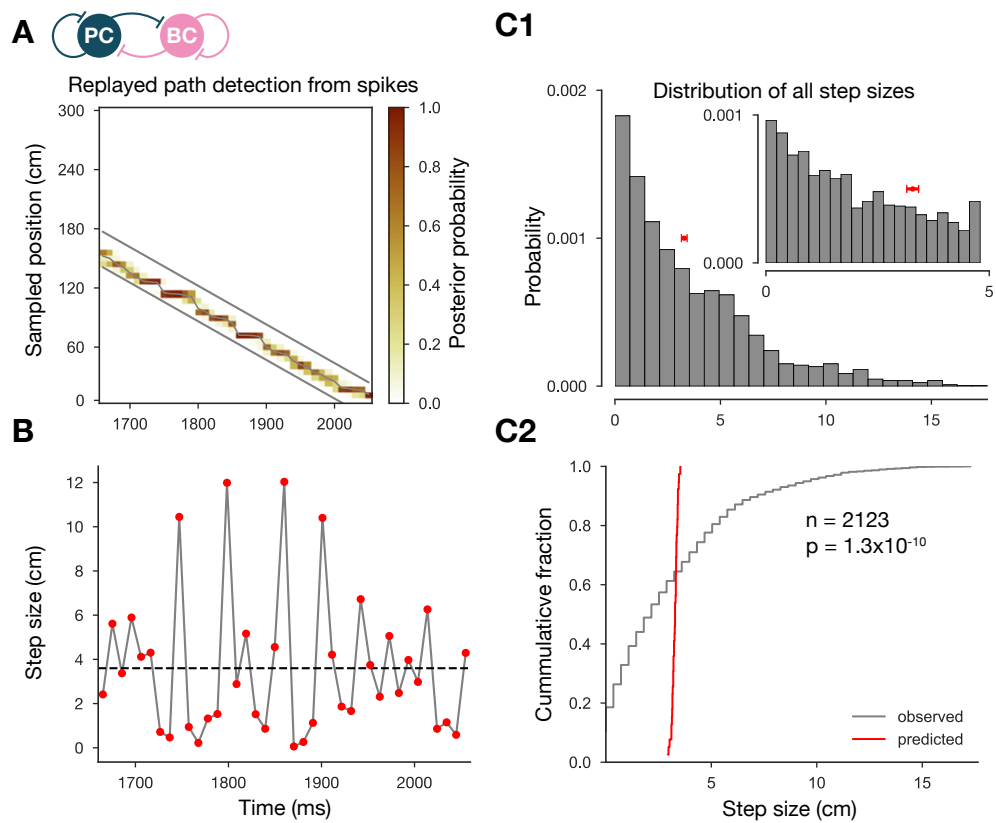 A
PC
BC
Replayed path detection from spikes
300
240
180
120
60
0
Sampled position (cm)
1700
1800
1900
2000
1.0
0.8
0.6
0.4
0.2
0.0
Posterior probability
B
12
10
8
6
4
2
0
Step size (cm)
1700
1800
1900
2000
Time (ms)
C1
Distribution of all step sizes
0.002
0.001
0.000
Probability
0
5
10
15
0.001
0.000
0
5
C2
1.0
0.8
0.6
0.4
0.2
0.0
Cummulaticve fraction
n = 2123
p = 1.3x10⁻¹⁰
observed
predicted
5
10
15
Step size (cm)